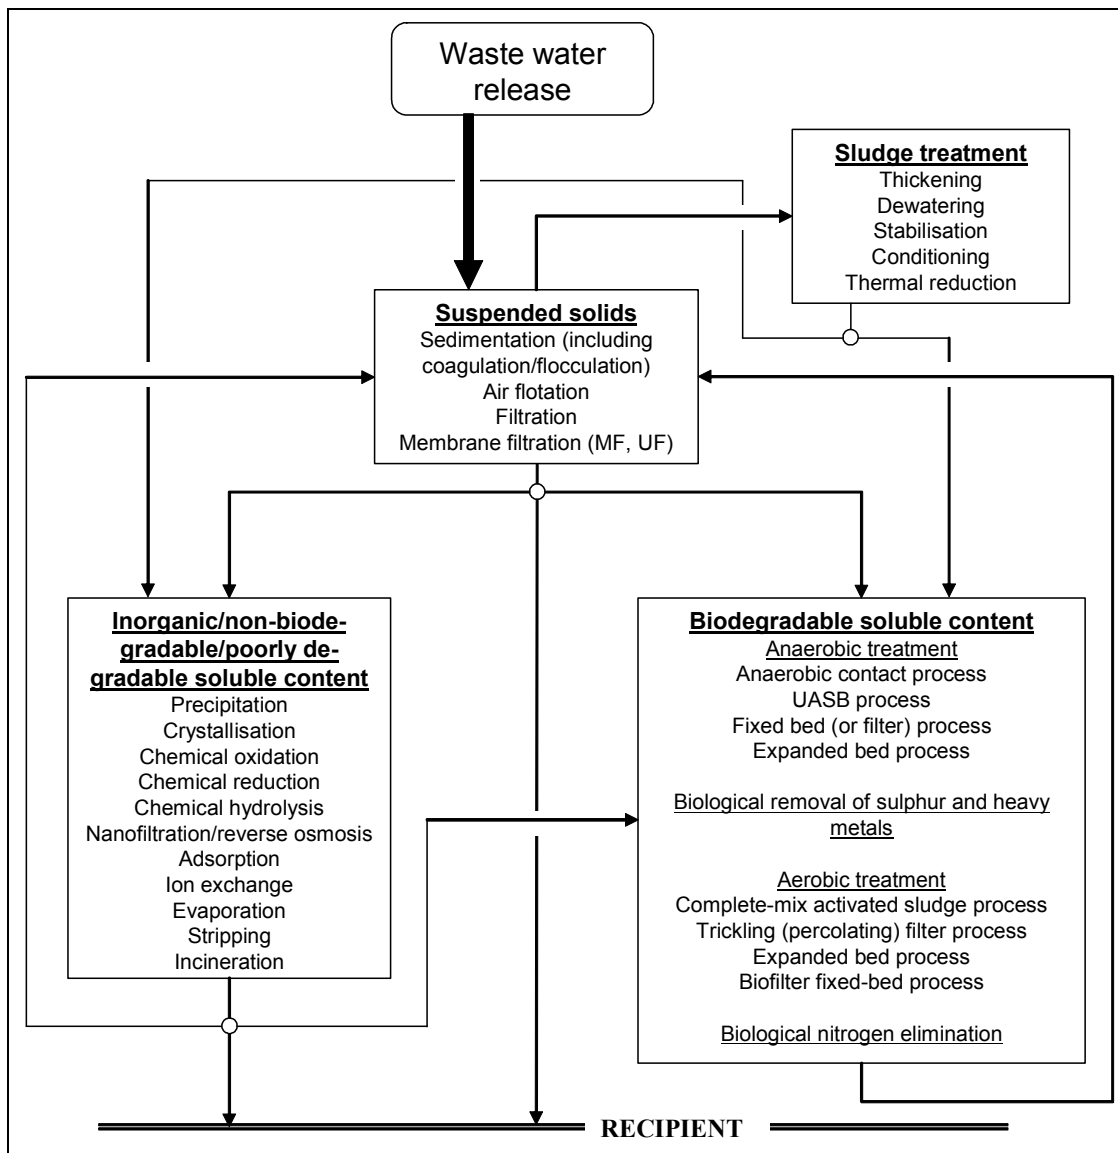 Waste water
release
Sludge treatment
Thickening
Dewatering
Stabilisation
Conditioning
Thermal reduction
Suspended solids
Sedimentation (including
coagulation/flocculation)
Air flotation
Filtration
Membrane filtration (MF, UF)
Inorganic/non-biode-
gradable/poorly de-
gradable soluble content
Precipitation
Crystallisation
Chemical oxidation
Chemical reduction
Chemical hydrolysis
Nanofiltration/reverse osmosis
Adsorption
Ion exchange
Evaporation
Stripping
Incineration
Biodegradable soluble content
Anaerobic treatment
Anaerobic contact process
UASB process
Fixed bed (or filter) process
Expanded bed process
Biological removal of sulphur and heavy
metals
Aerobic treatment
Complete-mix activated sludge process
Trickling (percolating) filter process
Expanded bed process
Biofilter fixed-bed process
Biological nitrogen elimination
RECIPIENT